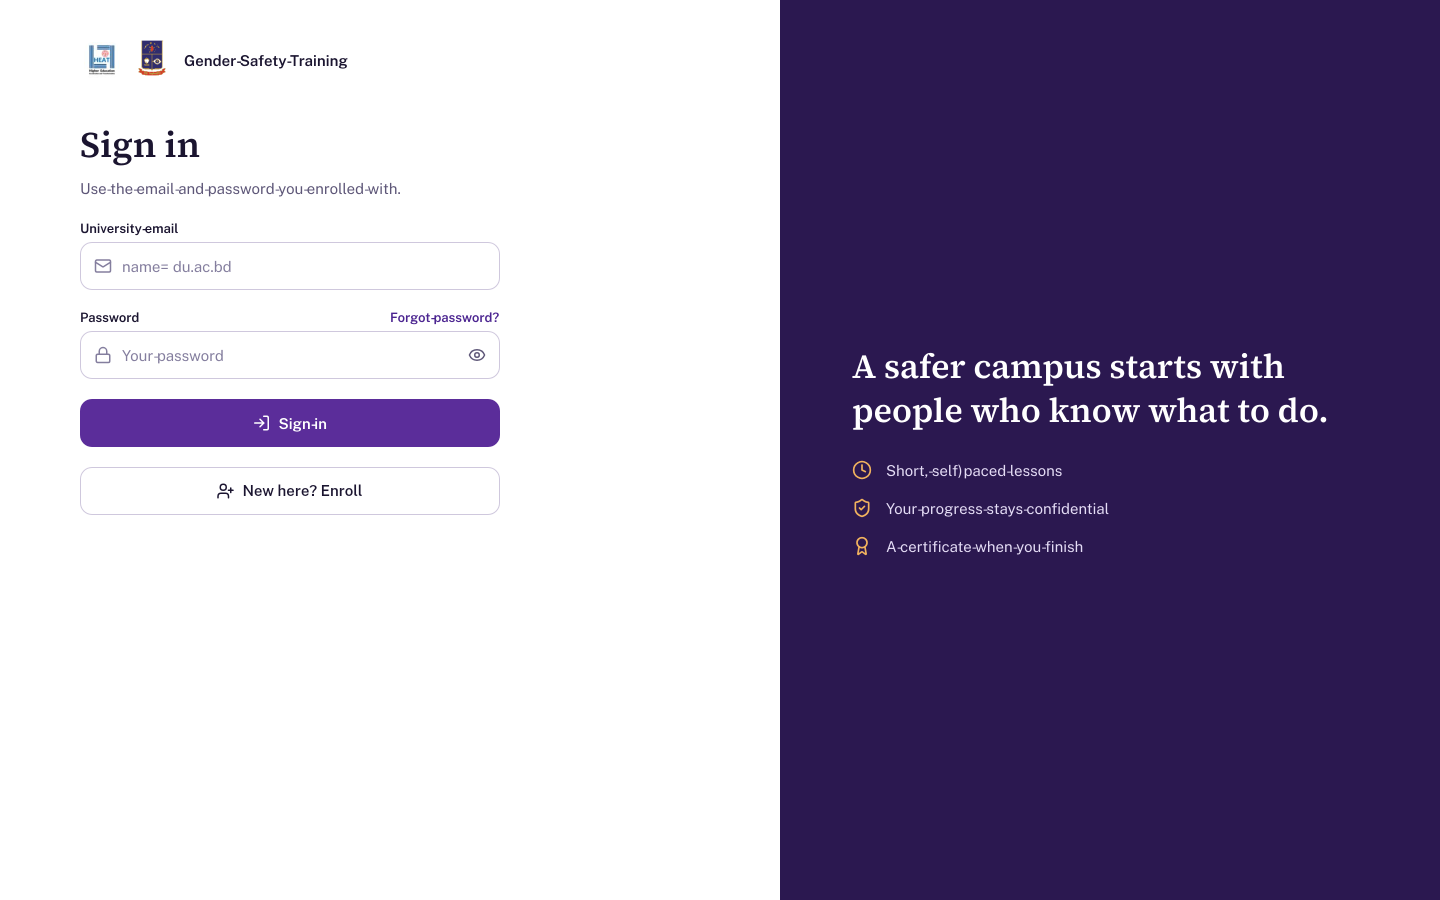 HEAT
Gender-Safety-Training
Sign in
Use-the-email-and-password-you-enrolled-with.
University-email
name= du.ac.bd
Password
Forgot-password?
Your-password
Sign-in
New here? Enroll
A safer campus starts with
people who know what to do.
Short,-self)paced-lessons
Your-progress-stays-confidential
A-certificate-when-you-finish